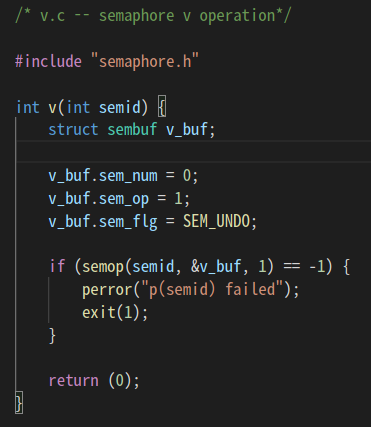 /* v.c -- semaphore v operation*/
#include "semaphore.h"
int v(int semid) {
struct sembuf v_buf;
v_buf.sem_num = 0;
v_buf.sem_op = 1;
v_buf.sem_flg = SEM_UNDO;
if (semop(semid, &v_buf, 1) == -1) {
perror("p(semid) failed");
exit(1);
}
return (0);
}